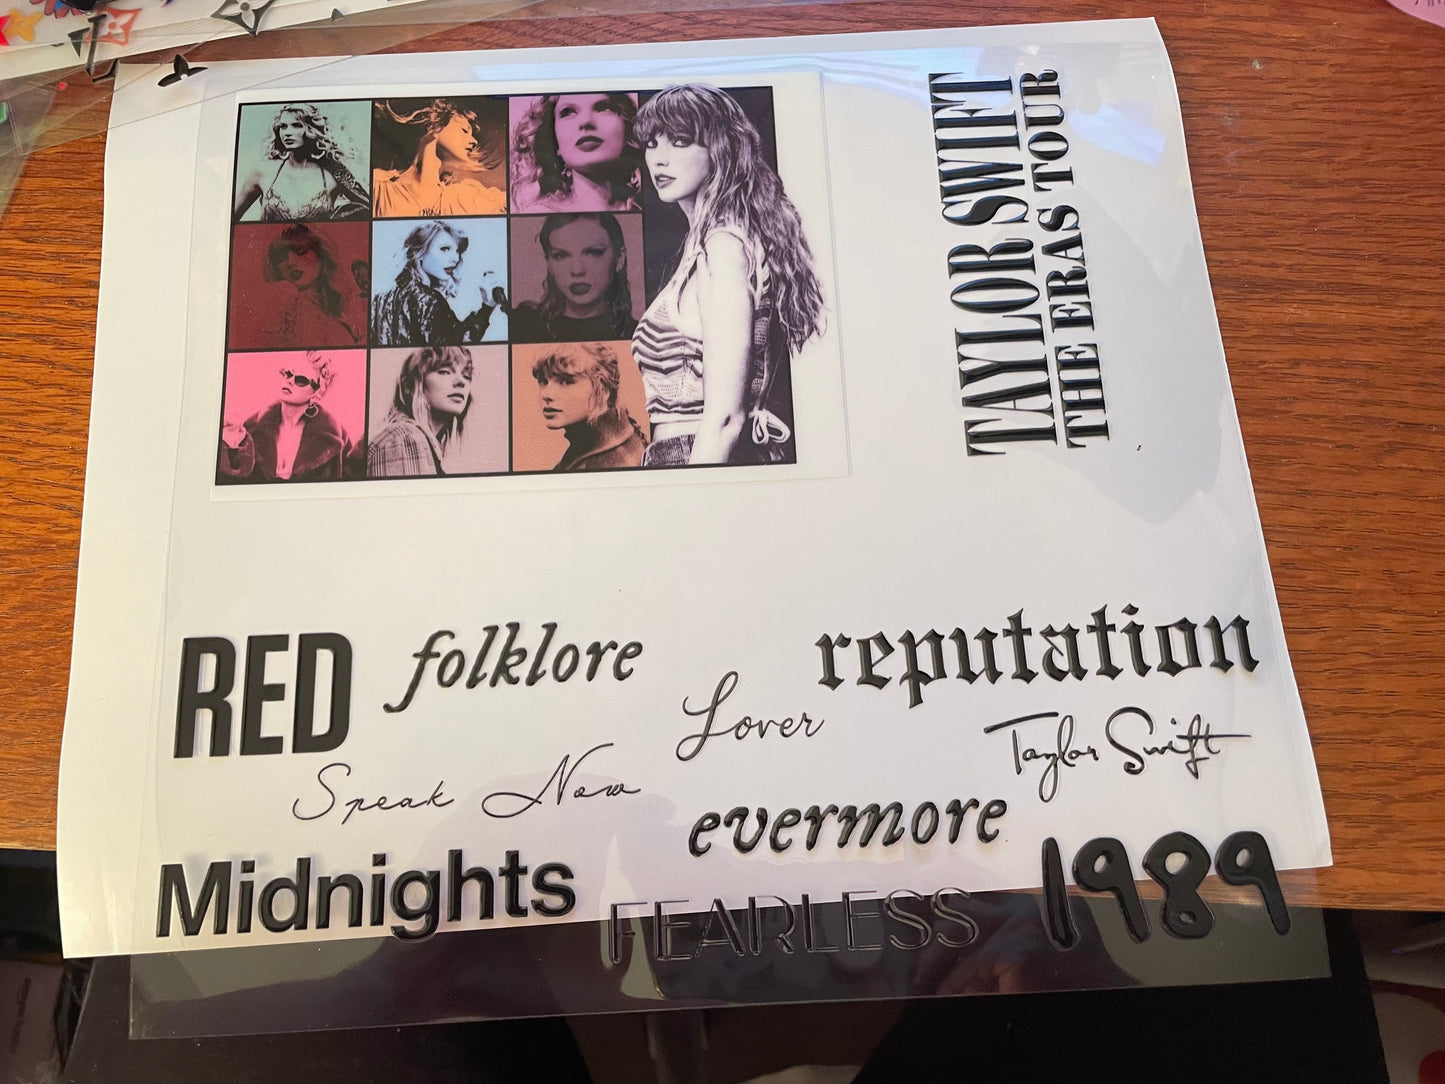 TAYLOR SWIFT
THE ERAS TOUR
RED
folklore
reputation
Lover
Taylor Swift
Speak Now
evermore
1989
Midnights
FEARLESS